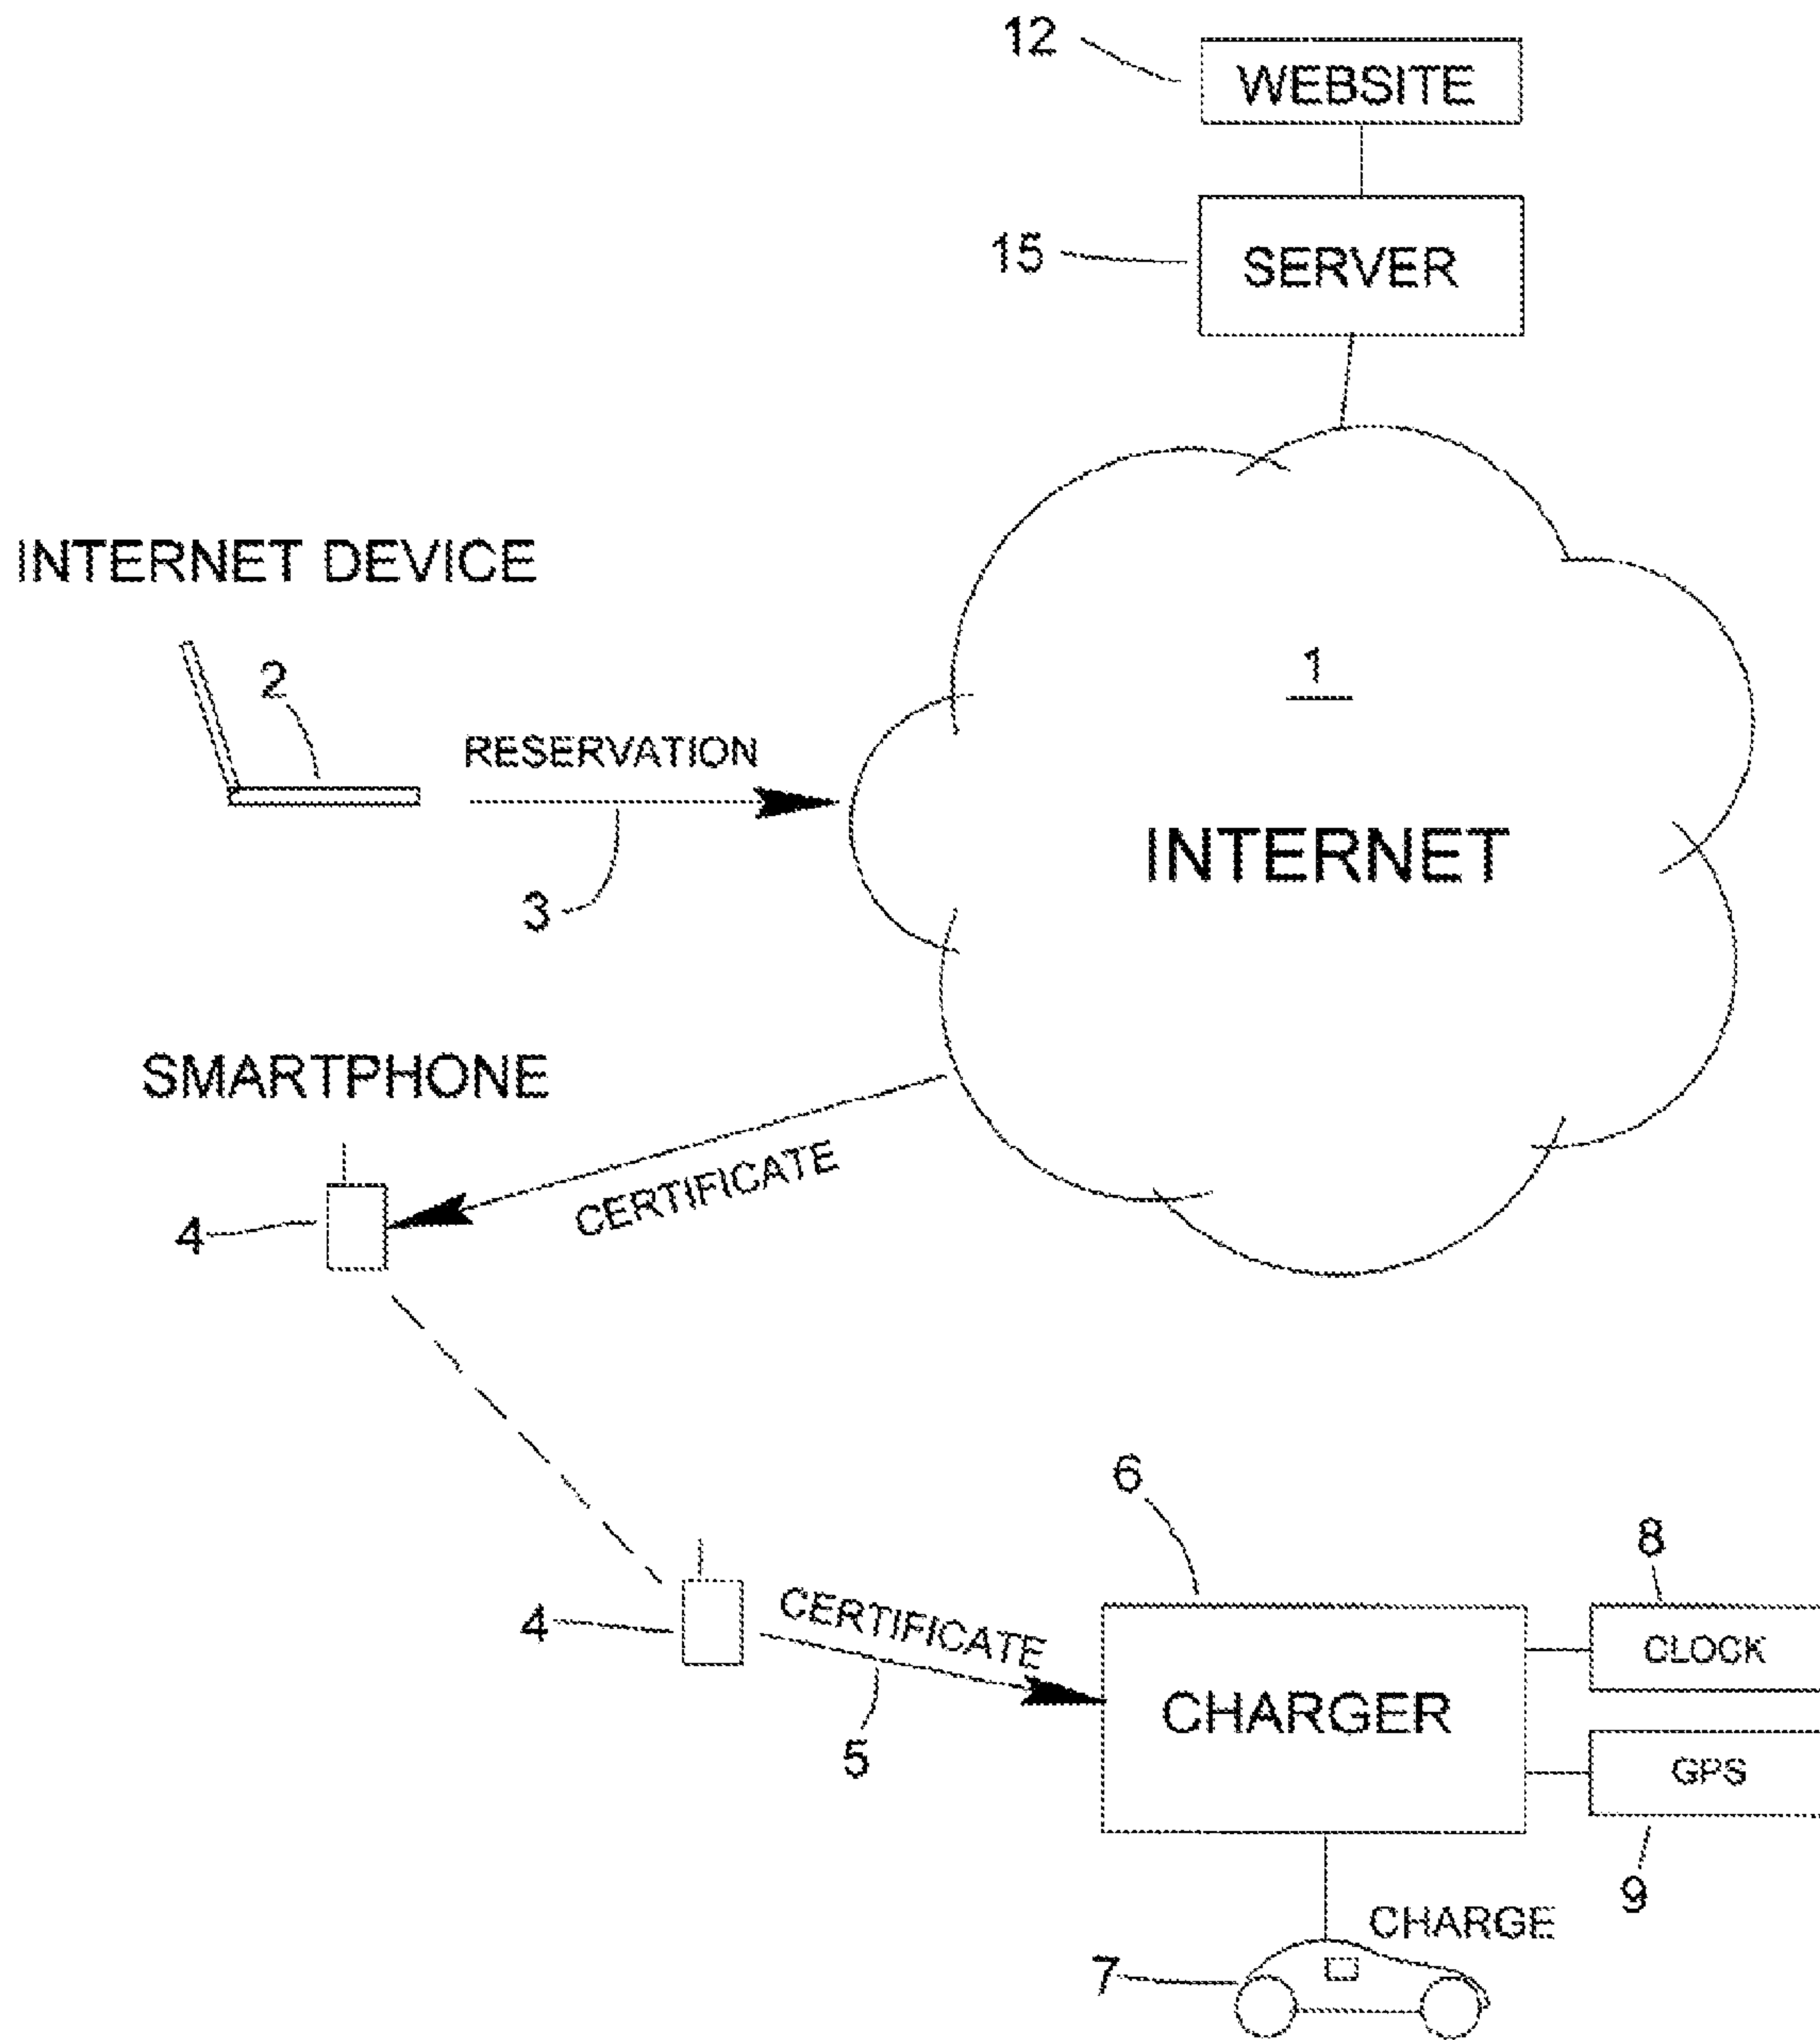 12
WEBSITE
15
SERVER
INTERNET DEVICE
2
RESERVATION
1
INTERNET
3
SMARTPHONE
CERTIFICATE
4
6
8
4
CERTIFICATE
CLOCK
CHARGER
5
GPS
9
CHARGE
7